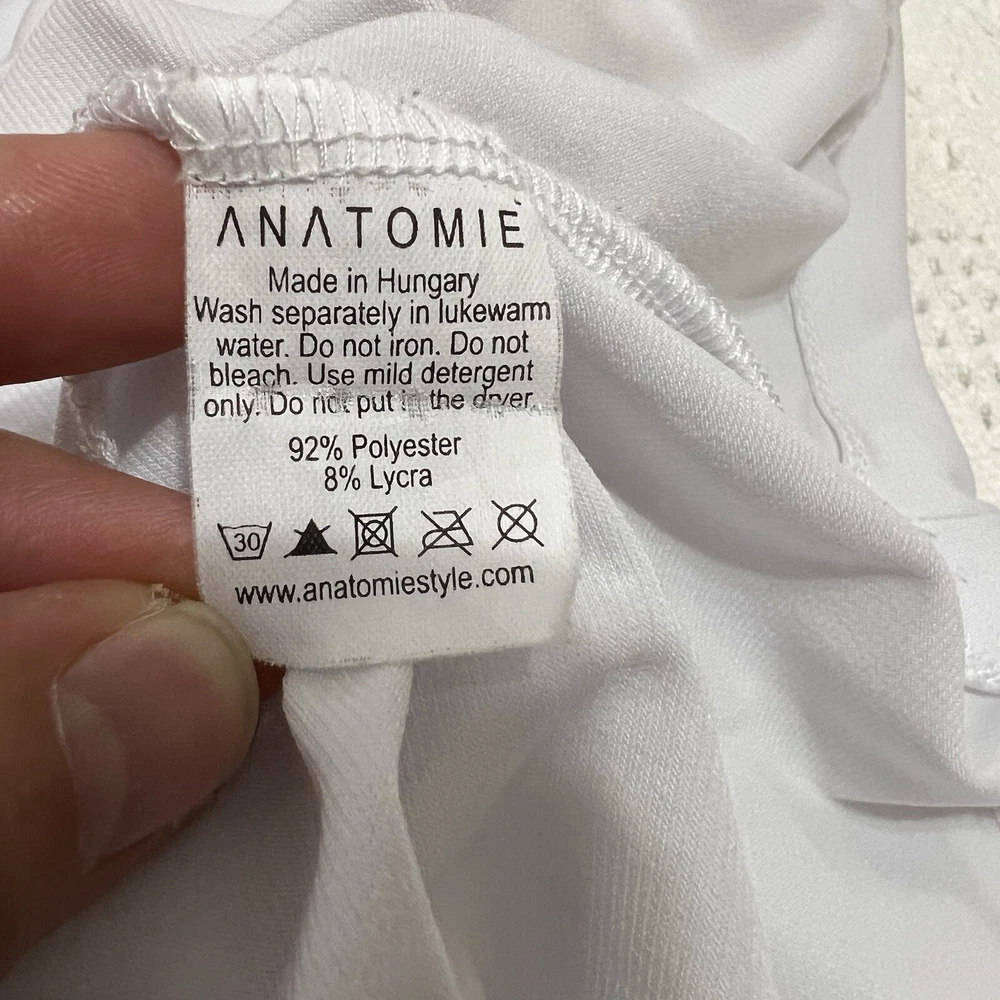 ANATOMIE
Made in Hungary
Wash separately in lukewarm
water. Do not iron. Do not
bleach. Use mild detergent
only. Do not put in the dryer.
92% Polyester
8% Lycra
30
www.anatomiestyle.com